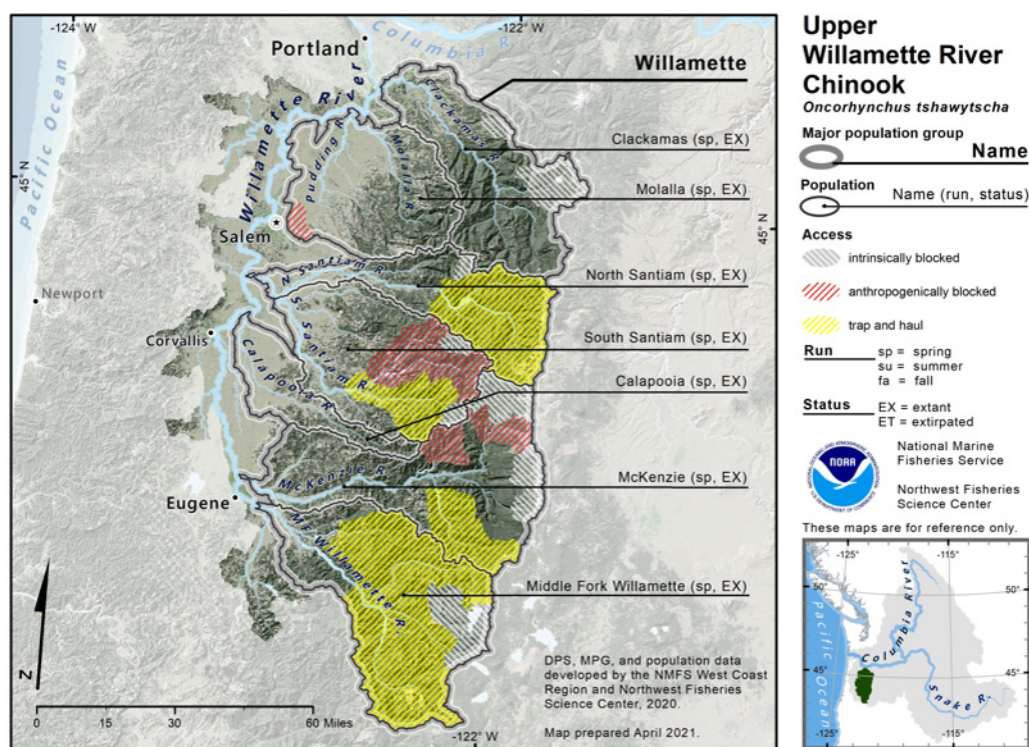 -124° W
-122° W
Portland
Columbia R.
Pacific Ocean
Willamette
Willamette River
Clackamas R.
Clackamas (sp, EX)
Pudding R.
Molalla R.
45° N
Molalla (sp, EX)
Salem
45° N
N Santiam R.
North Santiam (sp, EX)
Newport
S. Santiam R.
South Santiam (sp, EX)
Corvallis
Calapooia R.
Calapooia (sp, EX)
McKenzie R.
McKenzie (sp, EX)
Eugene
MF Willamette R.
Middle Fork Willamette (sp, EX)
N
0 15 30 60 Miles
DPS, MPG, and population data
developed by the NMFS West Coast
Region and Northwest Fisheries
Science Center, 2020.
Map prepared April 2021.
-122° W
Upper
Willamette River
Chinook
Oncorhynchus tshawytscha
Major population group
Name
Population
Name (run, status)
Access
intrinsically blocked
anthropogenically blocked
trap and haul
Run
sp = spring
su = summer
fa = fall
Status
EX = extant
ET = extirpated
NOAA
National Marine
Fisheries Service
Northwest Fisheries
Science Center
These maps are for reference only.
-125°
-115°
50°
50°
Columbia River
Pacific Ocean
45°
45°
Snake R.
-125°
-115°